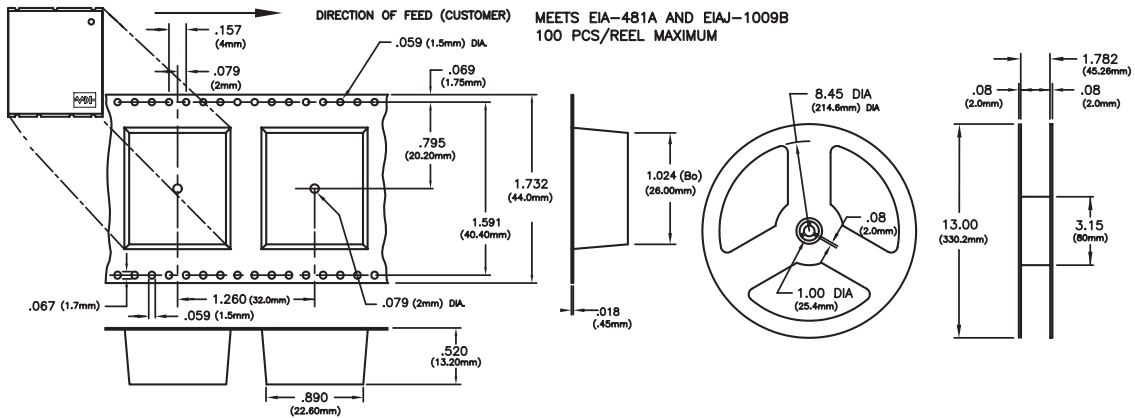 DIRECTION OF FEED (CUSTOMER)
MEETS EIA-481A AND EIAJ-1009B
100 PCS/REEL MAXIMUM
.157
(4mm)
.059 (1.5mm) DIA.
.079
(2mm)
.069
(1.75mm)
.795
(20.20mm)
1.732
(44.0mm)
1.591
(40.40mm)
.067 (1.7mm)
.059 (1.5mm)
1.260 (32.0mm)
.079 (2mm) DIA.
.520
(13.20mm)
.890
(22.60mm)
1.024 (Bo)
(26.00mm)
.018
(.45mm)
8.45 DIA
(214.6mm) DIA
.08
(2.0mm)
1.00 DIA
(25.4mm)
1.782
(45.26mm)
.08
(2.0mm)
.08
(2.0mm)
13.00
(330.2mm)
3.15
(80mm)